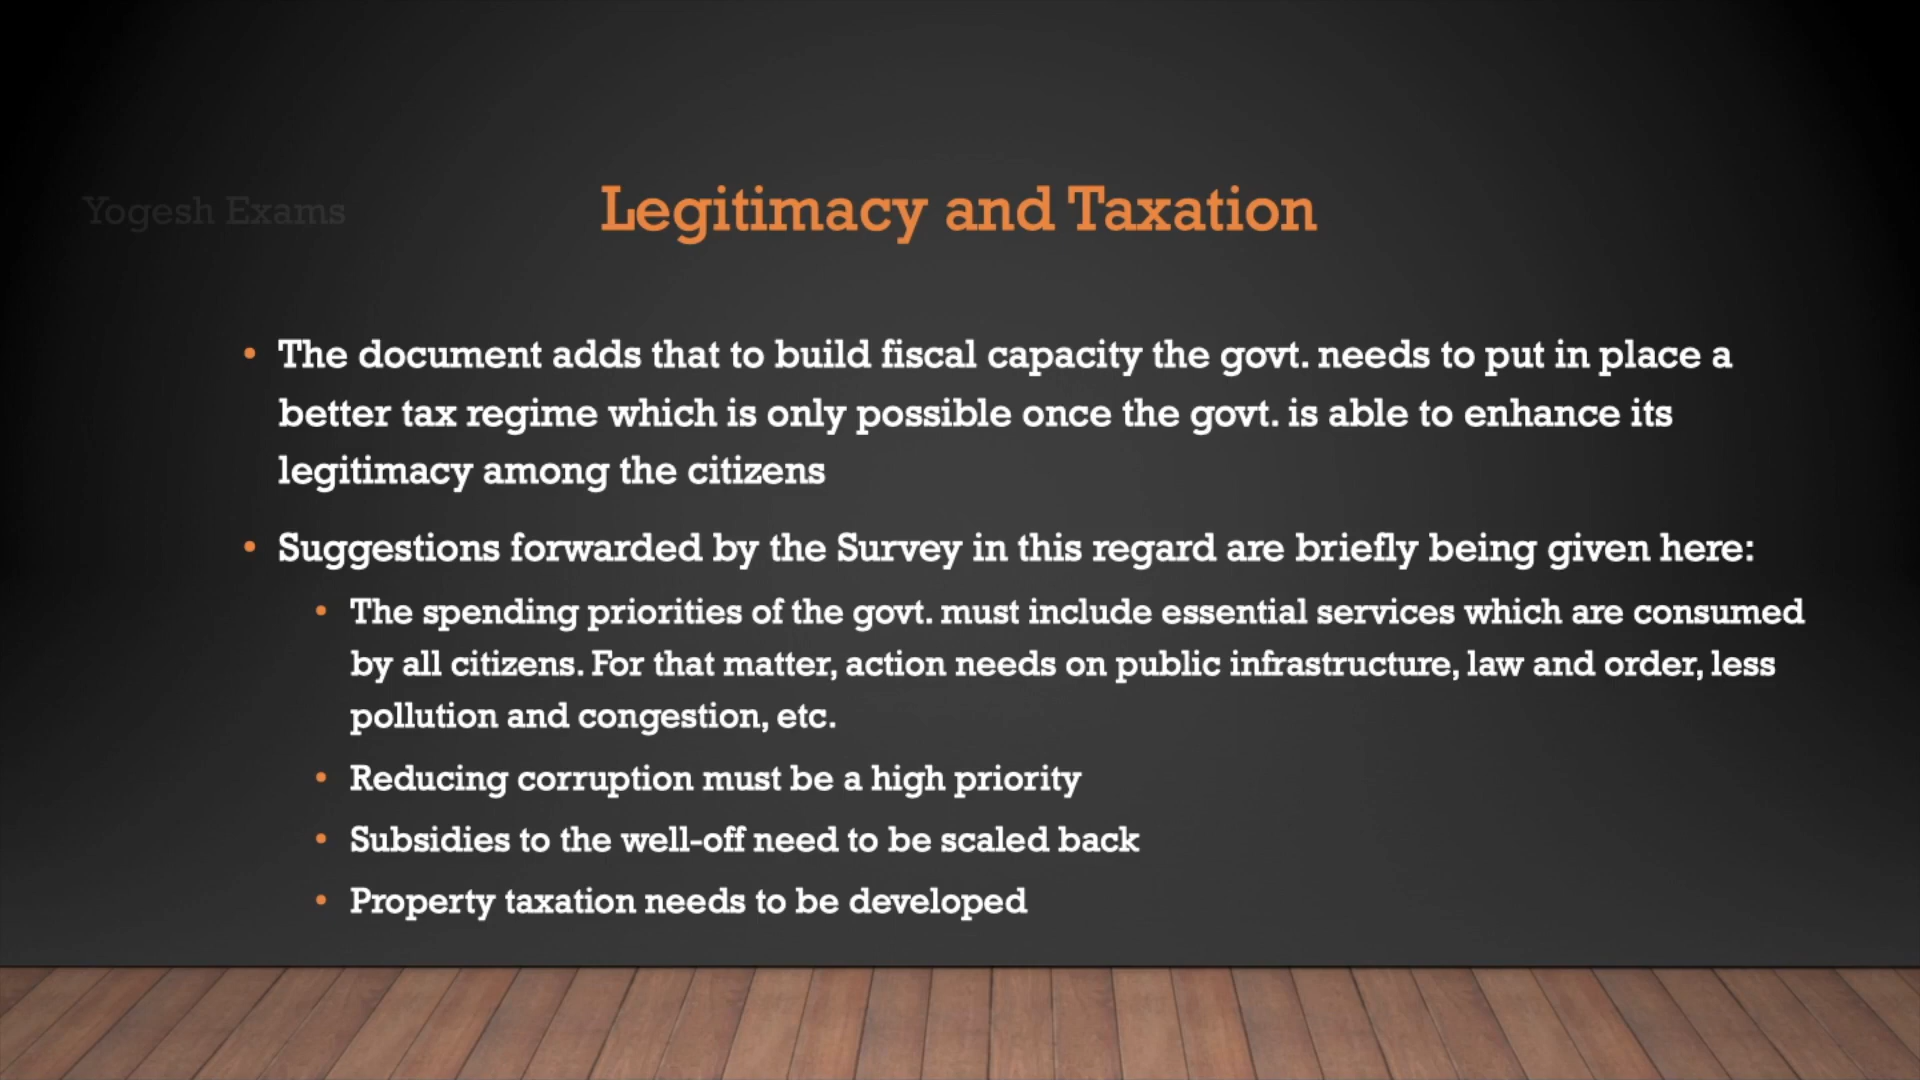 Yogesh Exams
Legitimacy and Taxation
• The document adds that to build fiscal capacity the govt. needs to put in place a
better tax regime which is only possible once the govt. is able to enhance its
legitimacy among the citizens
• Suggestions forwarded by the Survey in this regard are briefly being given here:
• The spending priorities of the govt. must include essential services which are consumed
by all citizens. For that matter, action needs on public infrastructure, law and order, less
pollution and congestion, etc.
• Reducing corruption must be a high priority
• Subsidies to the well-off need to be scaled back
• Property taxation needs to be developed